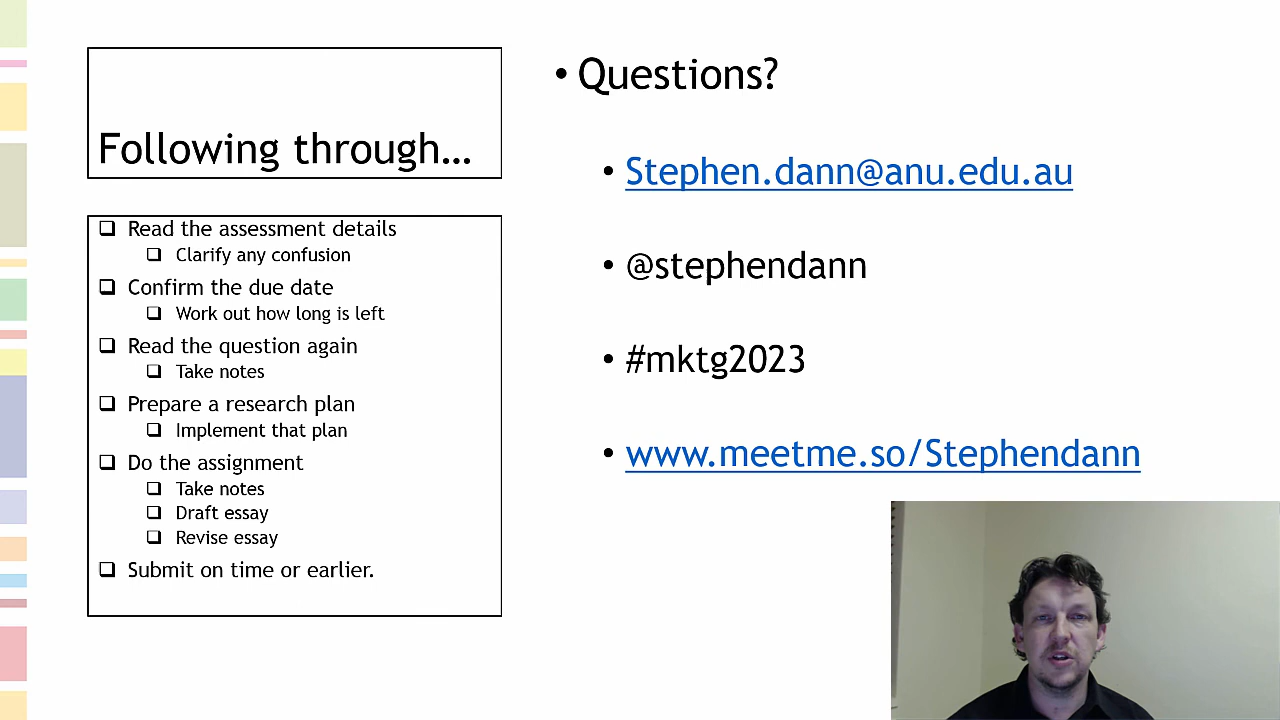 Following through…
Read the assessment details
Clarify any confusion
Confirm the due date
Work out how long is left
Read the question again
Take notes
Prepare a research plan
Implement that plan
Do the assignment
Take notes
Draft essay
Revise essay
Submit on time or earlier.
• Questions?
• Stephen.dann@anu.edu.au
• @stephendann
• #mktg2023
• www.meetme.so/Stephendann